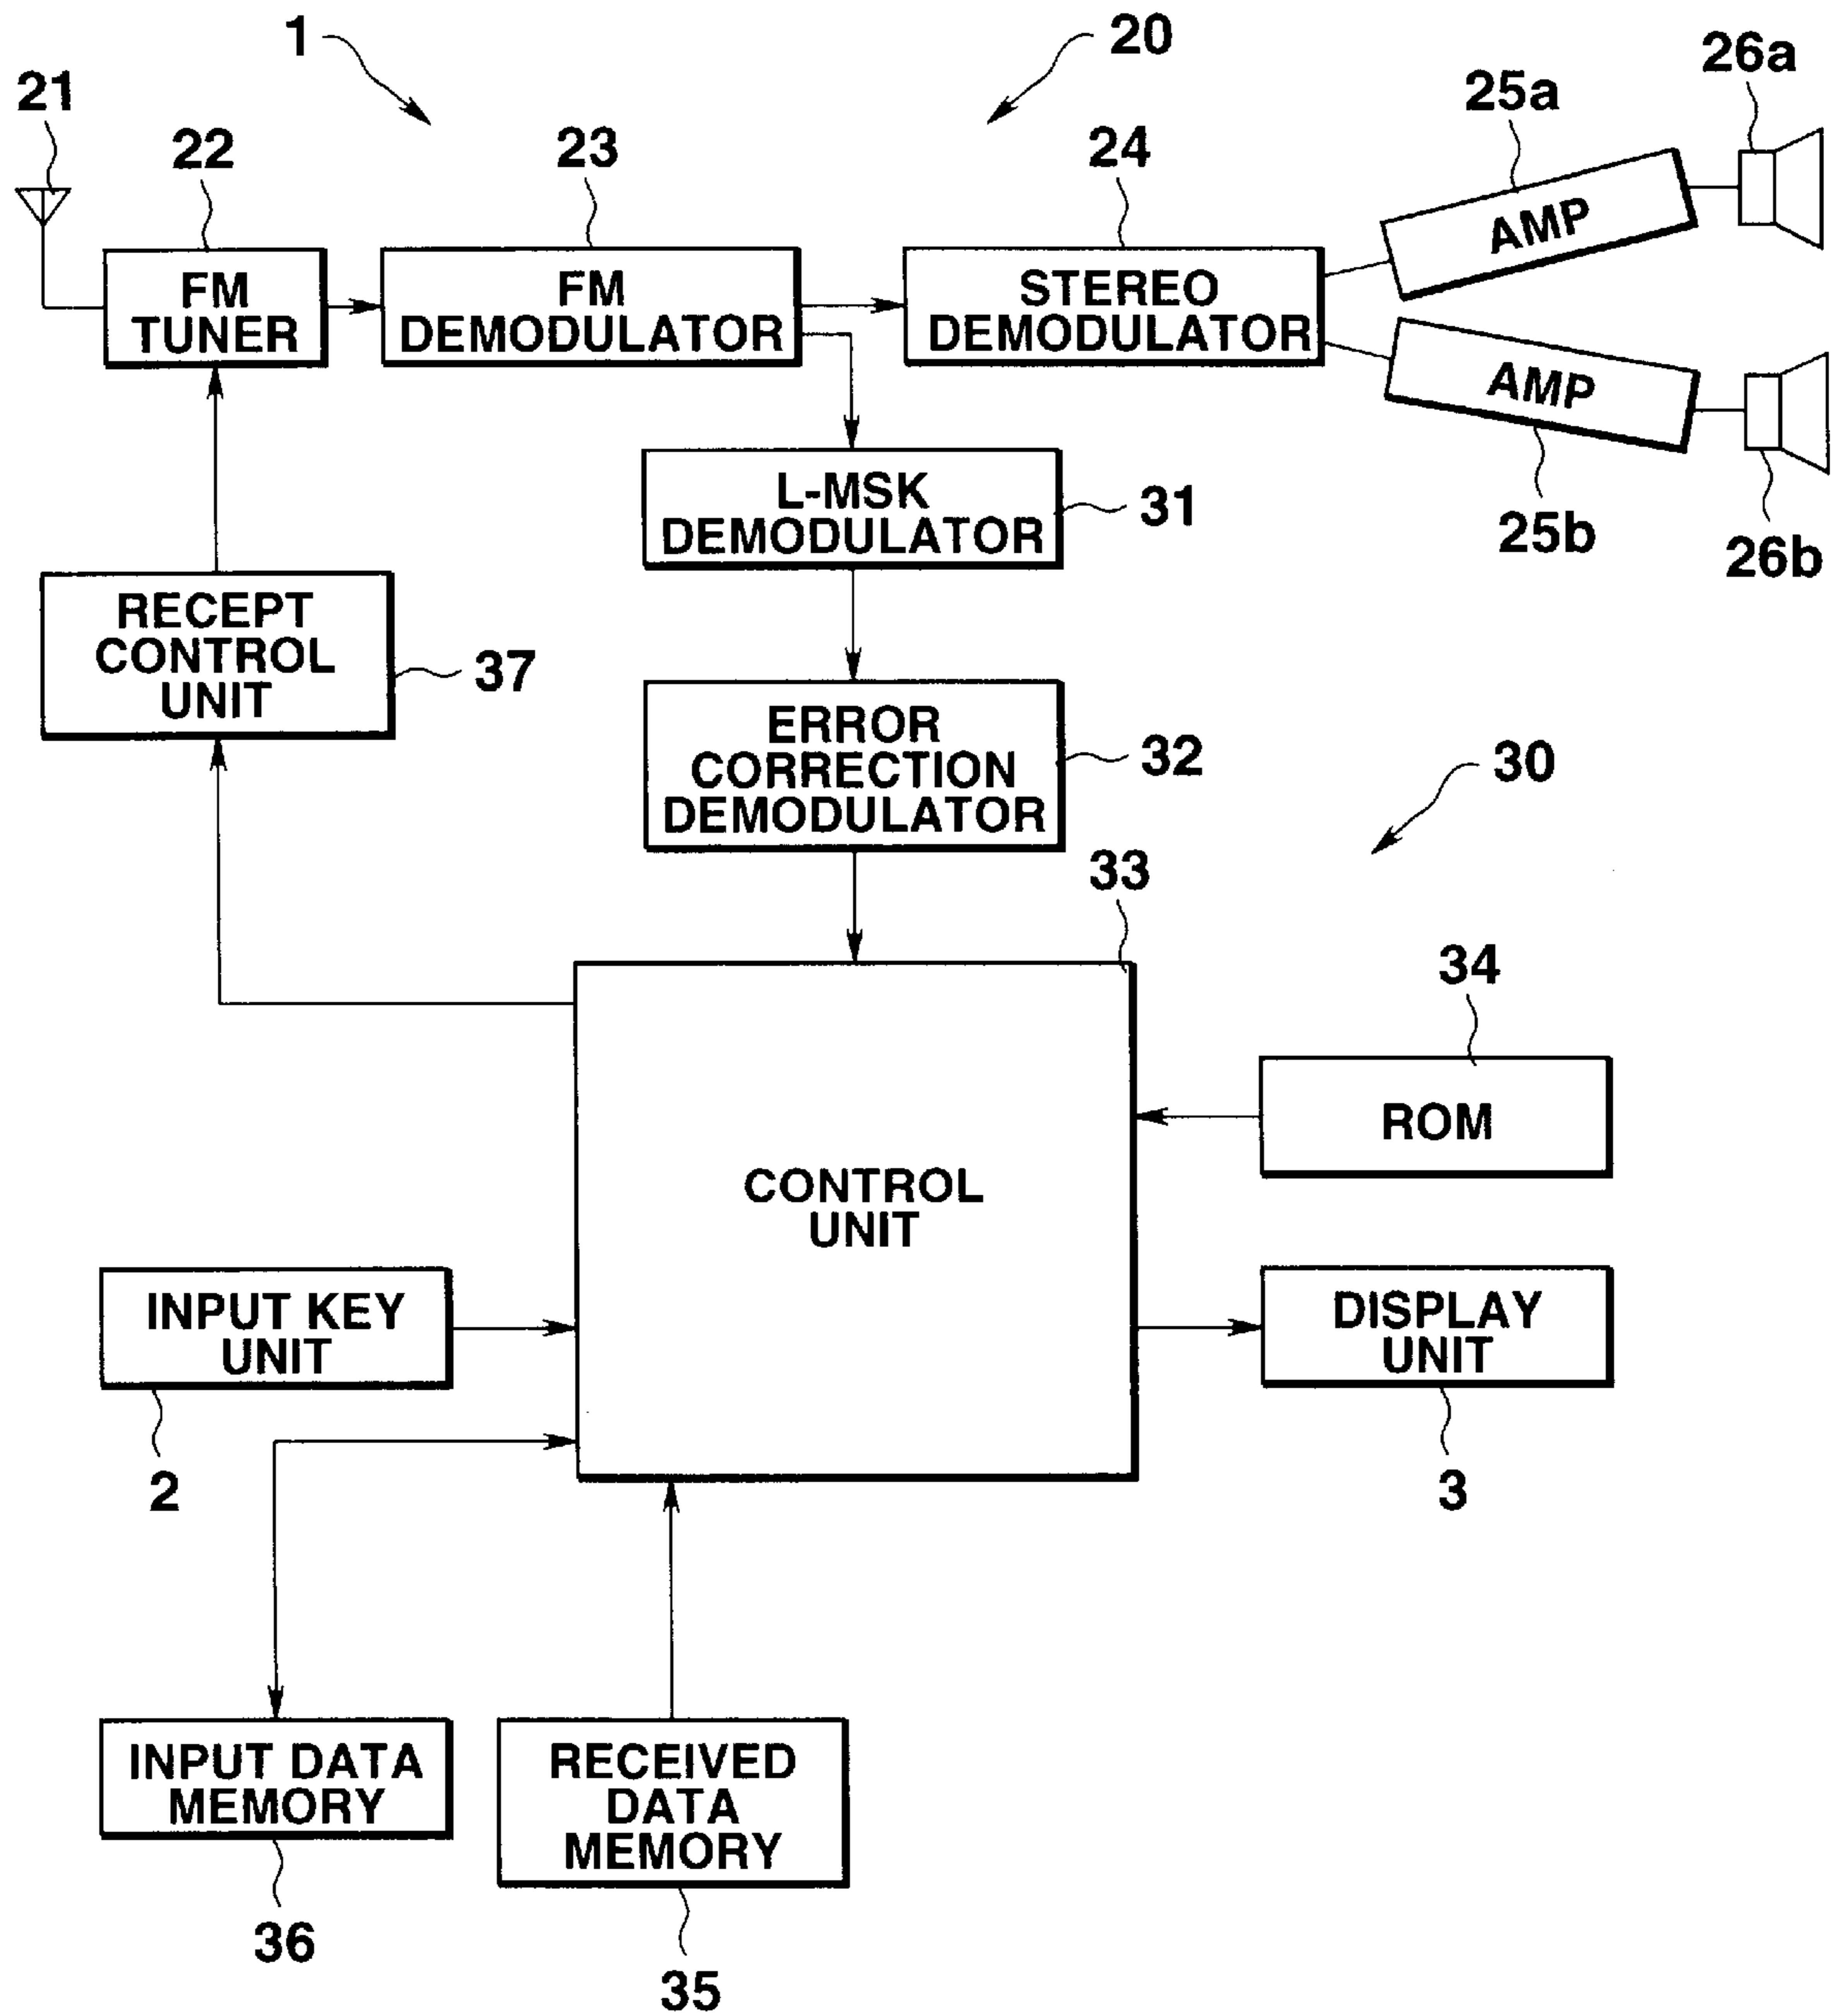 1
20
26a
21
25a
22
23
24
FM
TUNER
FM
DEMODULATOR
STEREO
DEMODULATOR
AMP
AMP
L-MSK
DEMODULATOR
31
25b
26b
RECEPT
CONTROL
UNIT
37
ERROR
CORRECTION
DEMODULATOR
32
30
33
34
ROM
CONTROL
UNIT
INPUT KEY
UNIT
DISPLAY
UNIT
2
3
INPUT DATA
MEMORY
RECEIVED
DATA
MEMORY
36
35